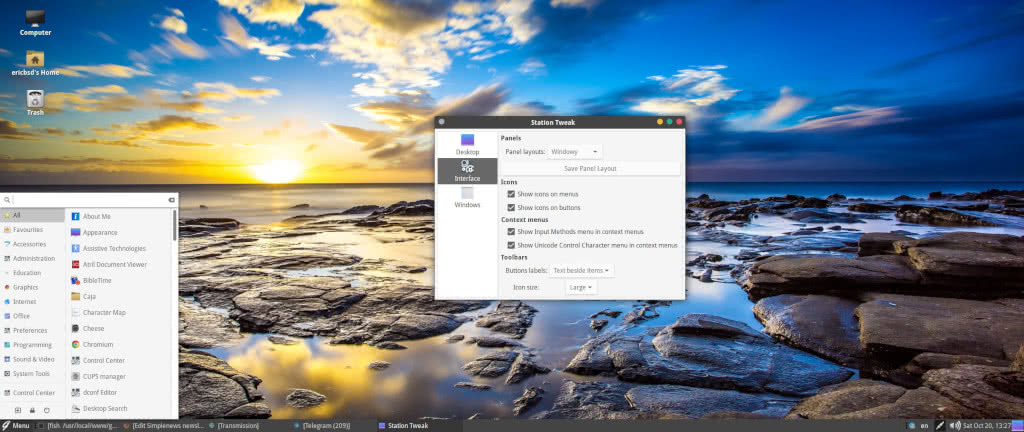 Computer
ericbsd's Home
Trash
Station Tweak
Desktop
Interface
Windows
Panels
Panel layouts: Windowy
Save Panel Layout
Icons
Show icons on menus
Show icons on buttons
Context menus
Show Input Methods menu in context menus
Show Unicode Control Character menu in context menus
Toolbars
Buttons labels: Text beside items
Icon size: Large
All
Favourites
Accessories
Administration
Education
Graphics
Internet
Office
Preferences
Programming
Sound & Video
System Tools
Control Center
About Me
Appearance
Assistive Technologies
Atril Document Viewer
BibleTime
Caja
Character Map
Cheese
Chromium
Control Center
CUPS manager
dconf Editor
Desktop Search
Menu [fish /usr/local/www/g... [Edit Simplenews newsl... [Transmission] [Telegram (209)] Station Tweak en Sat Oct 20, 13:27